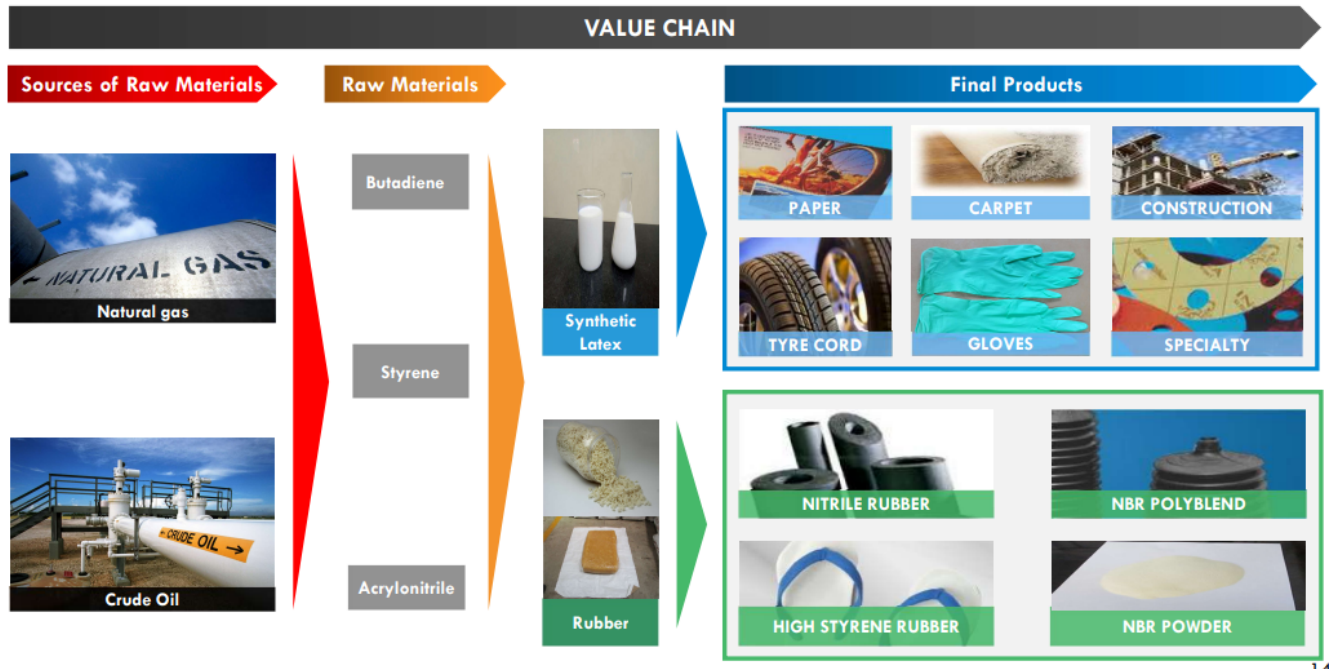 VALUE CHAIN
Sources of Raw Materials
Raw Materials
Final Products
NATURAL GAS
Natural gas
CRUDE OIL
Crude Oil
Butadiene
Styrene
Acrylonitrile
Synthetic
Latex
Rubber
PAPER
CARPET
CONSTRUCTION
TYRE CORD
GLOVES
SPECIALTY
NITRILE RUBBER
NBR POLYBLEND
HIGH STYRENE RUBBER
NBR POWDER